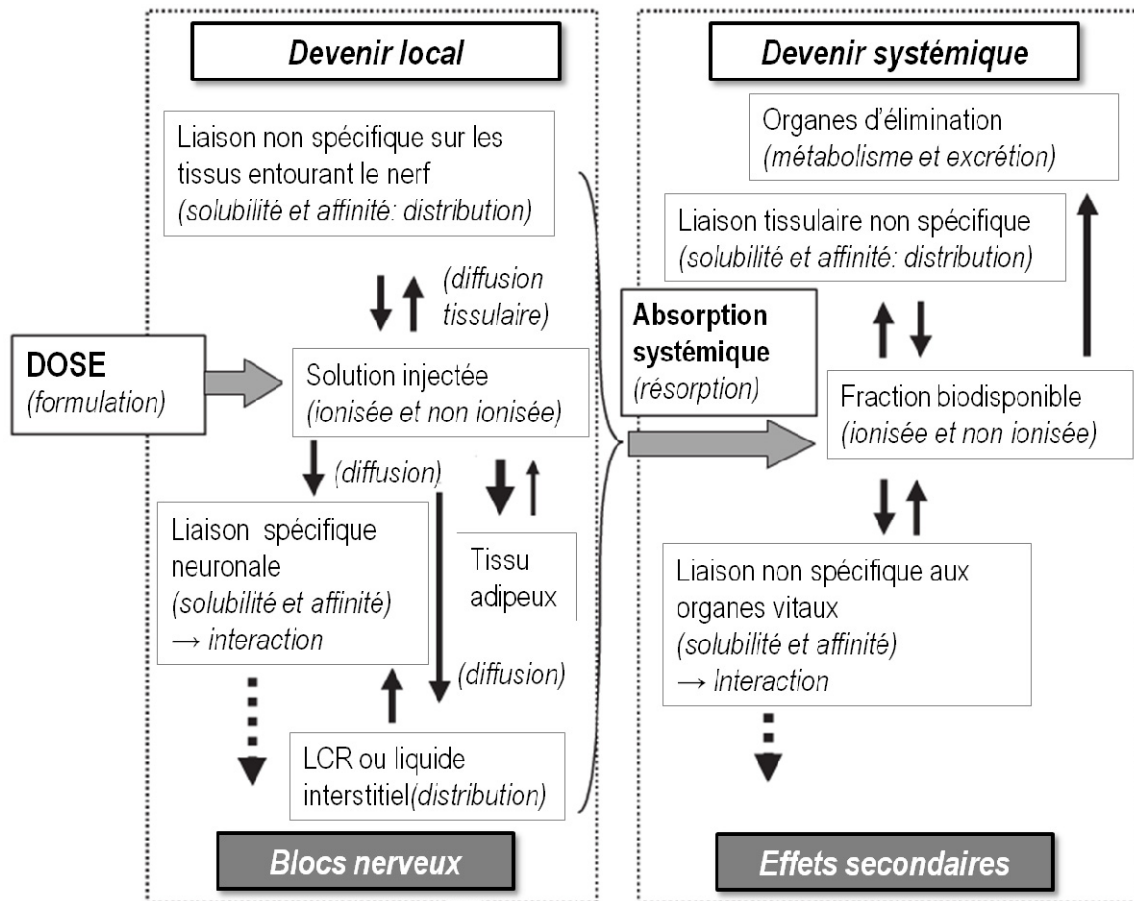 Devenir local
Liaison non spécifique sur les
tissus entourant le nerf
(solubilité et affinité: distribution)
(diffusion
tissulaire)
DOSE
(formulation)
Solution injectée
(ionisée et non ionisée)
(diffusion)
Liaison spécifique
neuronale
(solubilité et affinité)
→ interaction
Tissu
adipeux
(diffusion)
LCR ou liquide
interstitiel(distribution)
Blocs nerveux
Absorption
systémique
(résorption)
Devenir systémique
Organes d'élimination
(métabolisme et excrétion)
Liaison tissulaire non spécifique
(solubilité et affinité: distribution)
Fraction biodisponible
(ionisée et non ionisée)
Liaison non spécifique aux
organes vitaux
(solubilité et affinité)
→ Interaction
Effets secondaires